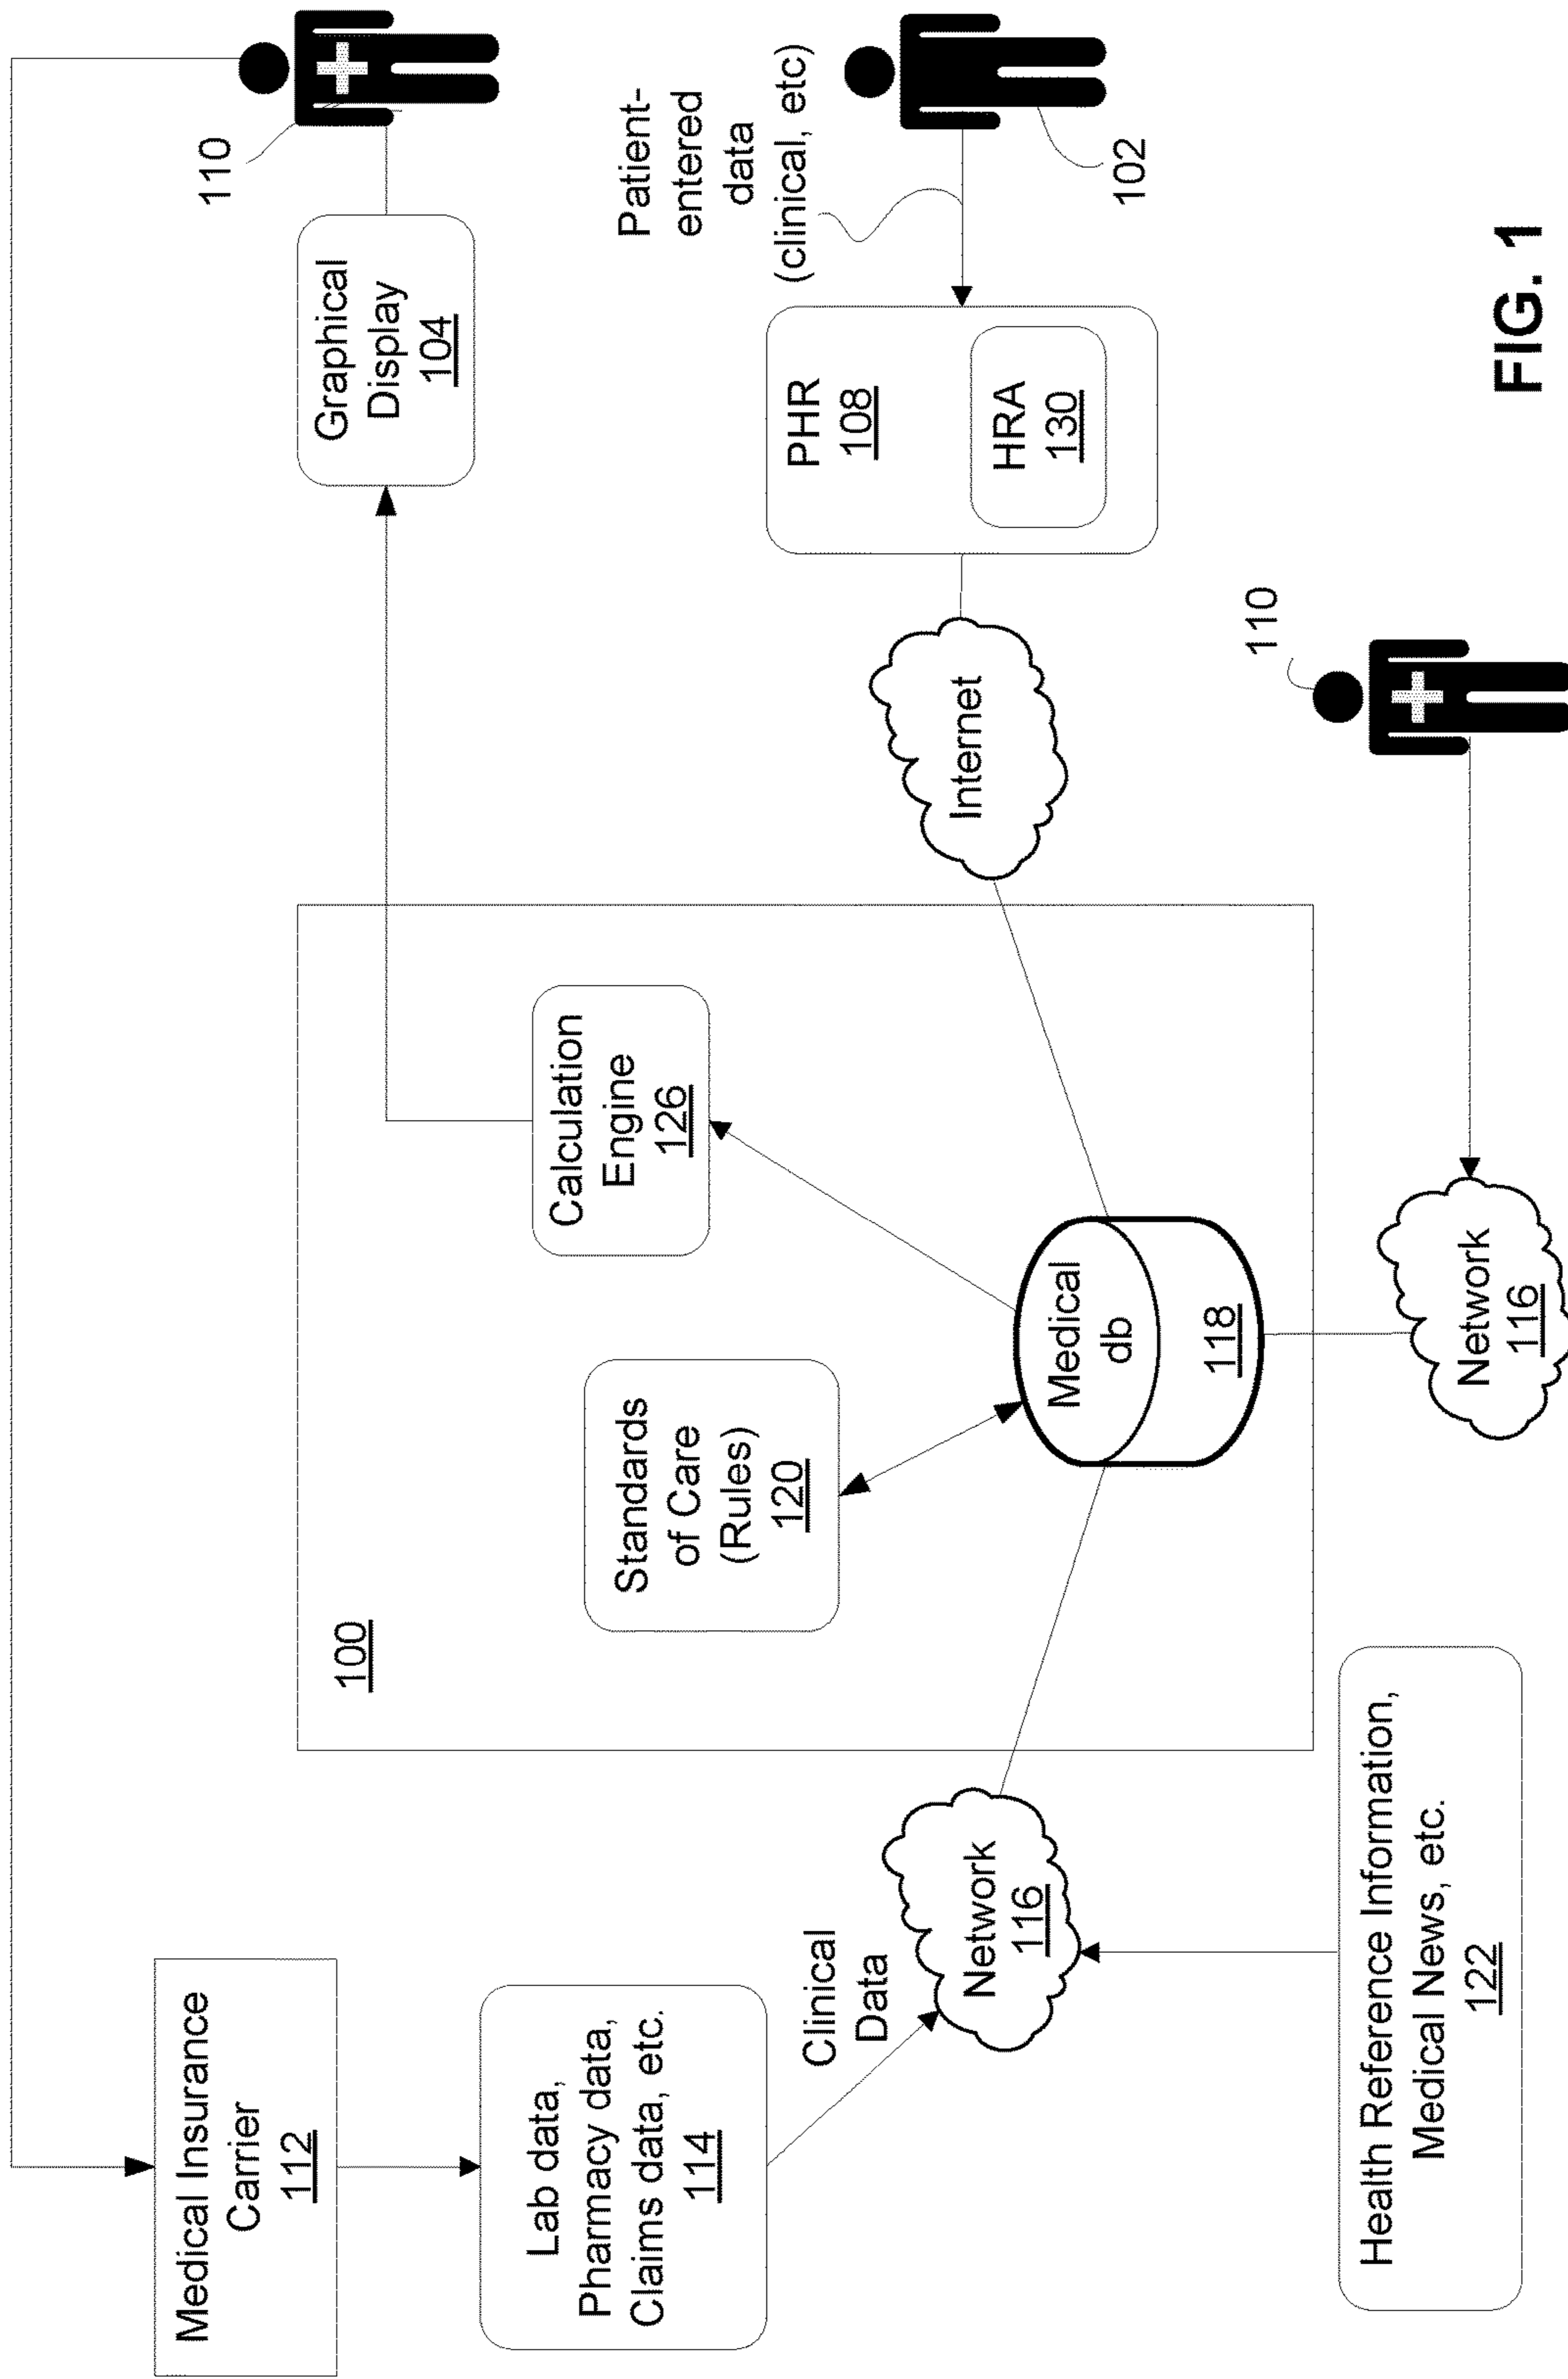 Medical Insurance
Carrier
112
Lab data,
Pharmacy data,
Claims data, etc.
114
Clinical
Data
Network
116
Health Reference Information,
Medical News, etc.
122
100
Standards
of Care
(Rules)
120
Calculation
Engine
126
Medical
db
118
Network
116
110
Internet
Graphical
Display
104
110
PHR
108
HRA
130
Patient-
entered
data
(clinical, etc)
102
FIG. 1